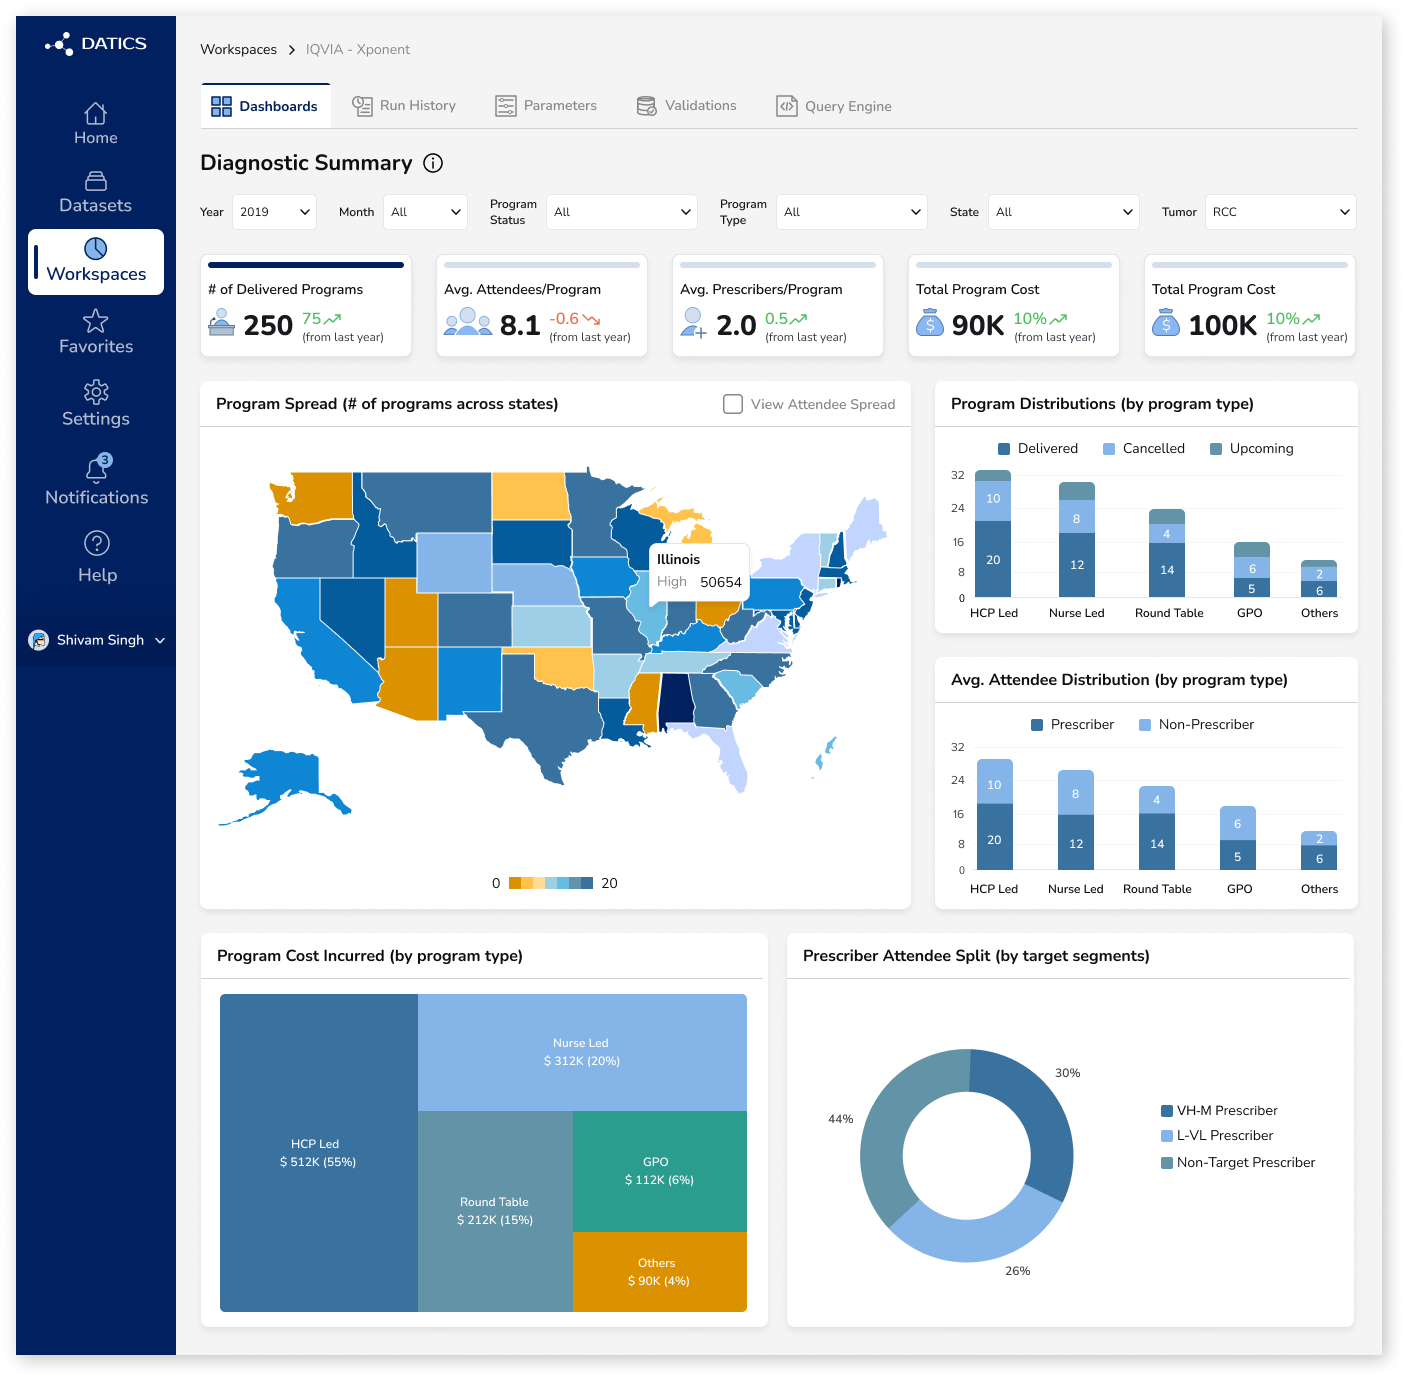 DATICS
Home
Datasets
Workspaces
Favorites
Settings
3
Notifications
Help
Shivam Singh
Workspaces > IQVIA - Xponent
Dashboards Run History Parameters Validations Query Engine
Diagnostic Summary
Year 2019 Month All Program Status All Program Type All State All Tumor RCC
# of Delivered Programs
250 75
(from last year)
Avg. Attendees/Program
8.1 -0.6
(from last year)
Avg. Prescribers/Program
2.0 0.5
(from last year)
Total Program Cost
$ 90K 10%
(from last year)
Total Program Cost
$ 100K 10%
(from last year)
Program Spread (# of programs across states)
View Attendee Spread
Illinois
High 50654
0 20
Program Distributions (by program type)
Delivered Cancelled Upcoming
32
24
16
8
0
10
20
8
12
4
14
6
5
2
6
HCP Led Nurse Led Round Table GPO Others
Avg. Attendee Distribution (by program type)
Prescriber Non-Prescriber
32
24
16
8
0
10
20
8
12
4
14
6
5
2
6
HCP Led Nurse Led Round Table GPO Others
Program Cost Incurred (by program type)
HCP Led
$ 512K (55%)
Nurse Led
$ 312K (20%)
Round Table
$ 212K (15%)
GPO
$ 112K (6%)
Others
$ 90K (4%)
Prescriber Attendee Split (by target segments)
30%
44%
26%
VH-M Prescriber
L-VL Prescriber
Non-Target Prescriber